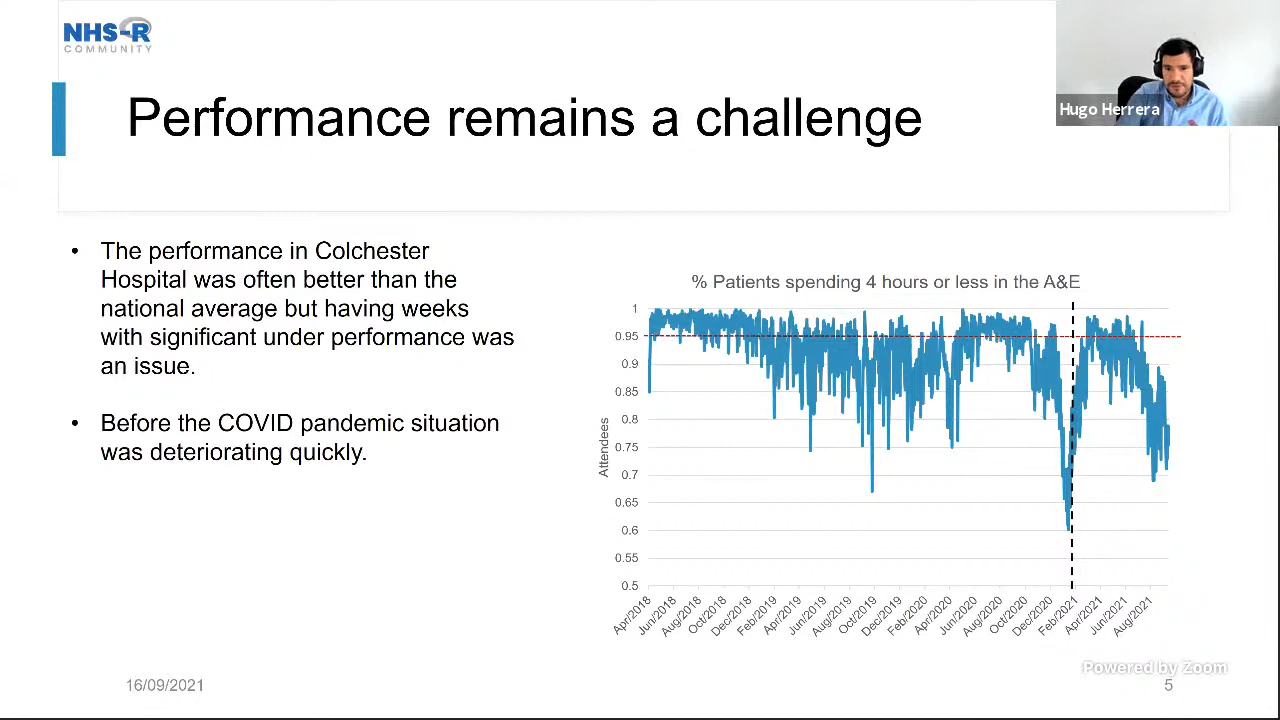 NHS-R
COMMUNITY
Hugo Herrera
Performance remains a challenge
• The performance in Colchester
Hospital was often better than the
national average but having weeks
with significant under performance was
an issue.
• Before the COVID pandemic situation
was deteriorating quickly.
% Patients spending 4 hours or less in the A&E
Attendees
1
0.95
0.9
0.85
0.8
0.75
0.7
0.65
0.6
0.55
0.5
Apr/2018
Jun/2018
Aug/2018
Oct/2018
Dec/2018
Feb/2019
Apr/2019
Jun/2019
Aug/2019
Oct/2019
Dec/2019
Feb/2020
Apr/2020
Jun/2020
Aug/2020
Oct/2020
Dec/2020
Feb/2021
Apr/2021
Jun/2021
Aug/2021
Powered by Zoom
16/09/2021
5